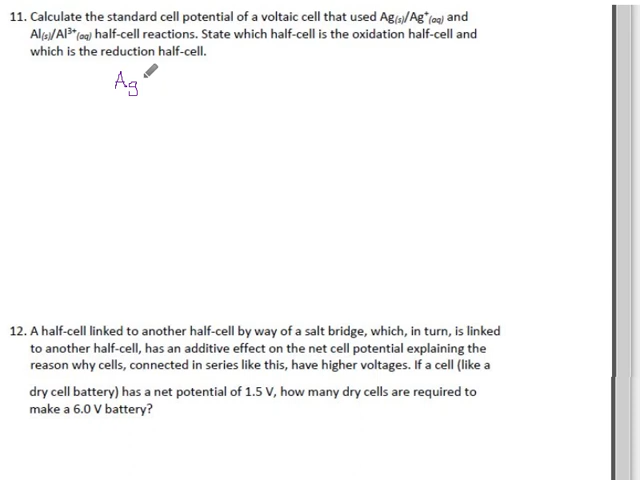 11. Calculate the standard cell potential of a voltaic cell that used Ag(s)/Ag⁺(aq) and
Al(s)/Al³⁺(aq) half-cell reactions. State which half-cell is the oxidation half-cell and
which is the reduction half-cell.
Ag
12. A half-cell linked to another half-cell by way of a salt bridge, which, in turn, is linked
to another half-cell, has an additive effect on the net cell potential explaining the
reason why cells, connected in series like this, have higher voltages. If a cell (like a
dry cell battery) has a net potential of 1.5 V, how many dry cells are required to
make a 6.0 V battery?